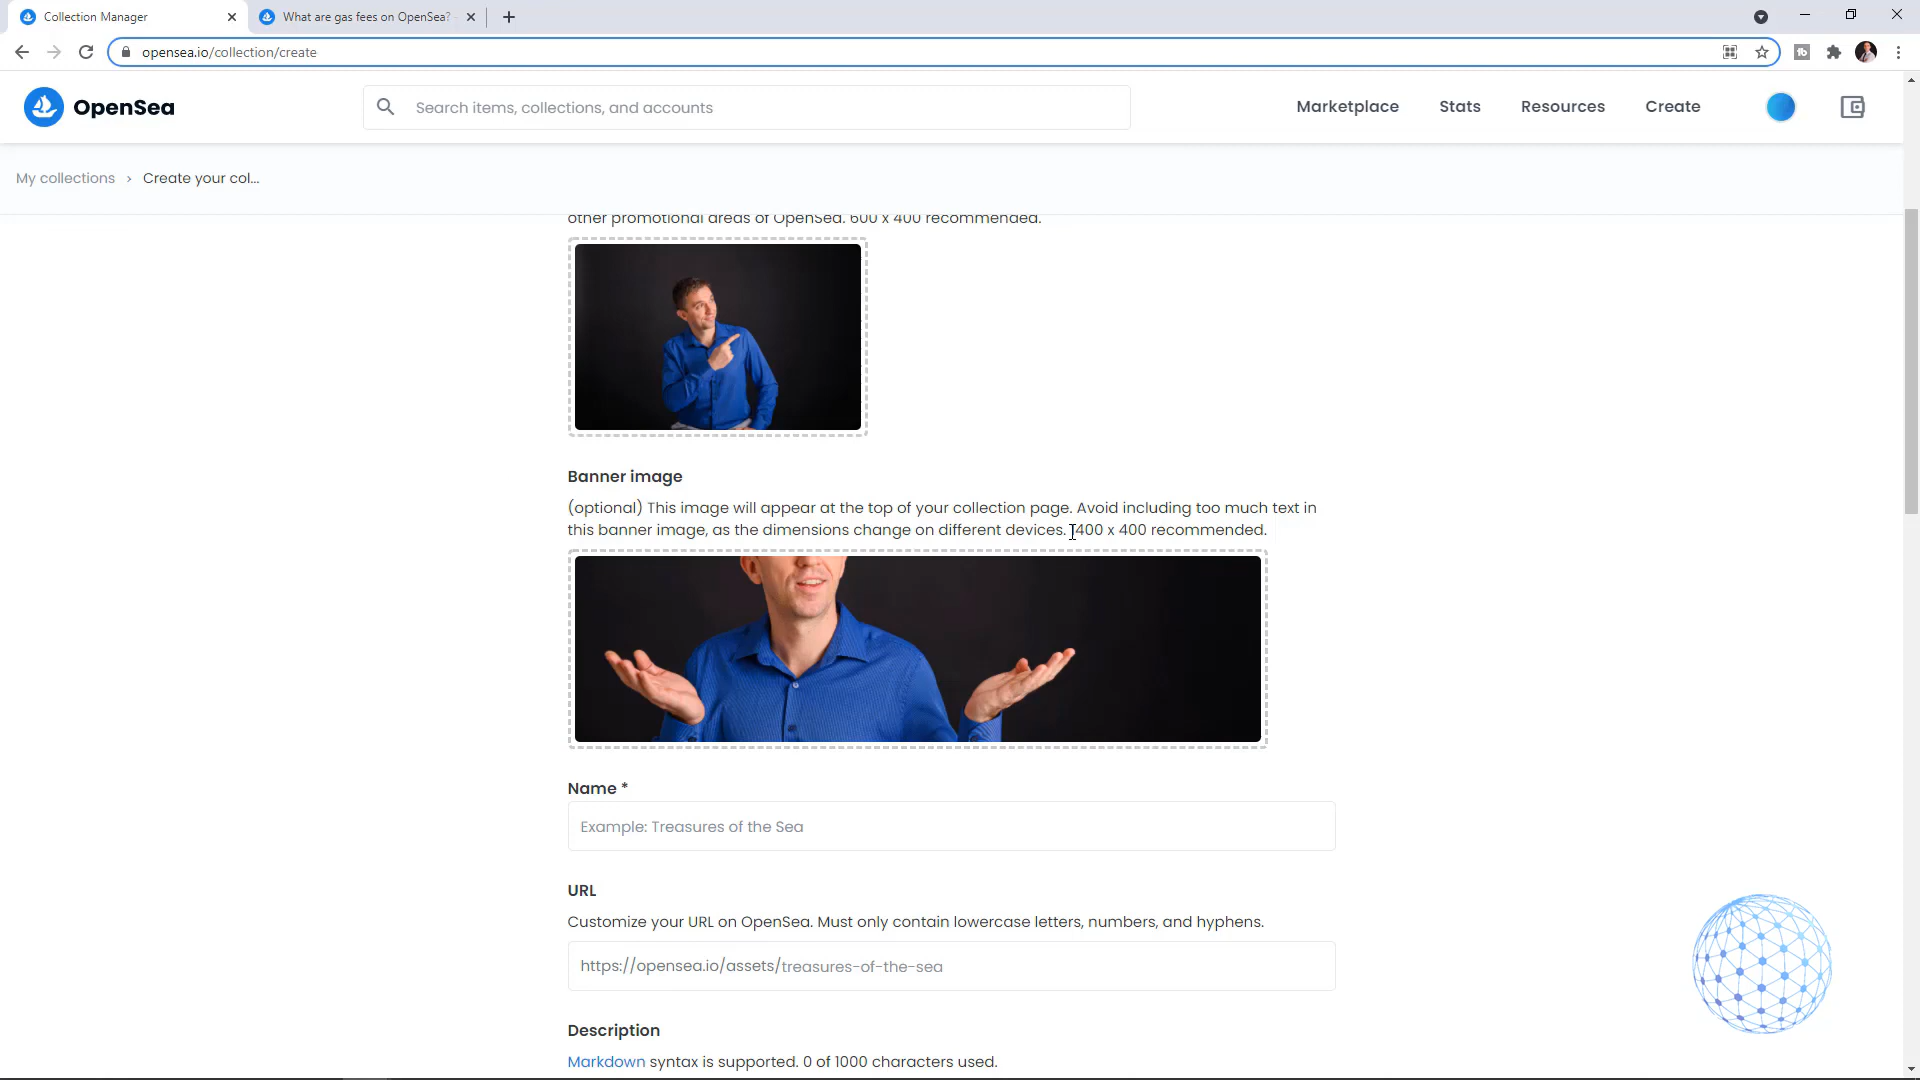 Collection Manager
What are gas fees on OpenSea?
opensea.io/collection/create
OpenSea
Search items, collections, and accounts
Marketplace
Stats
Resources
Create
My collections › Create your col...
other promotional areas of OpenSea. 600 x 400 recommended.
Banner image
(optional) This image will appear at the top of your collection page. Avoid including too much text in
this banner image, as the dimensions change on different devices. 1400 x 400 recommended.
Name *
Example: Treasures of the Sea
URL
Customize your URL on OpenSea. Must only contain lowercase letters, numbers, and hyphens.
https://opensea.io/assets/treasures-of-the-sea
Description
Markdown syntax is supported. 0 of 1000 characters used.